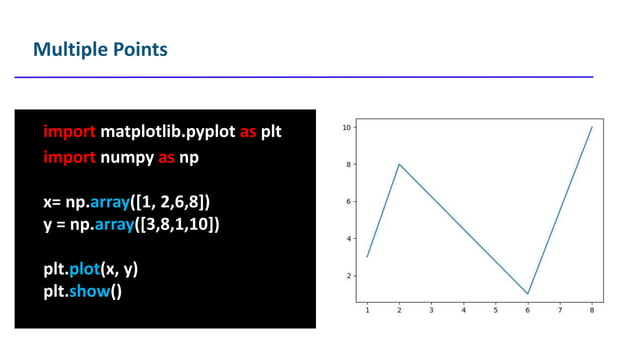 Multiple Points
import matplotlib.pyplot as plt
import numpy as np
x= np.array([1, 2,6,8])
y = np.array([3,8,1,10])
plt.plot(x, y)
plt.show()
10
8
6
4
2
1 2 3 4 5 6 7 8